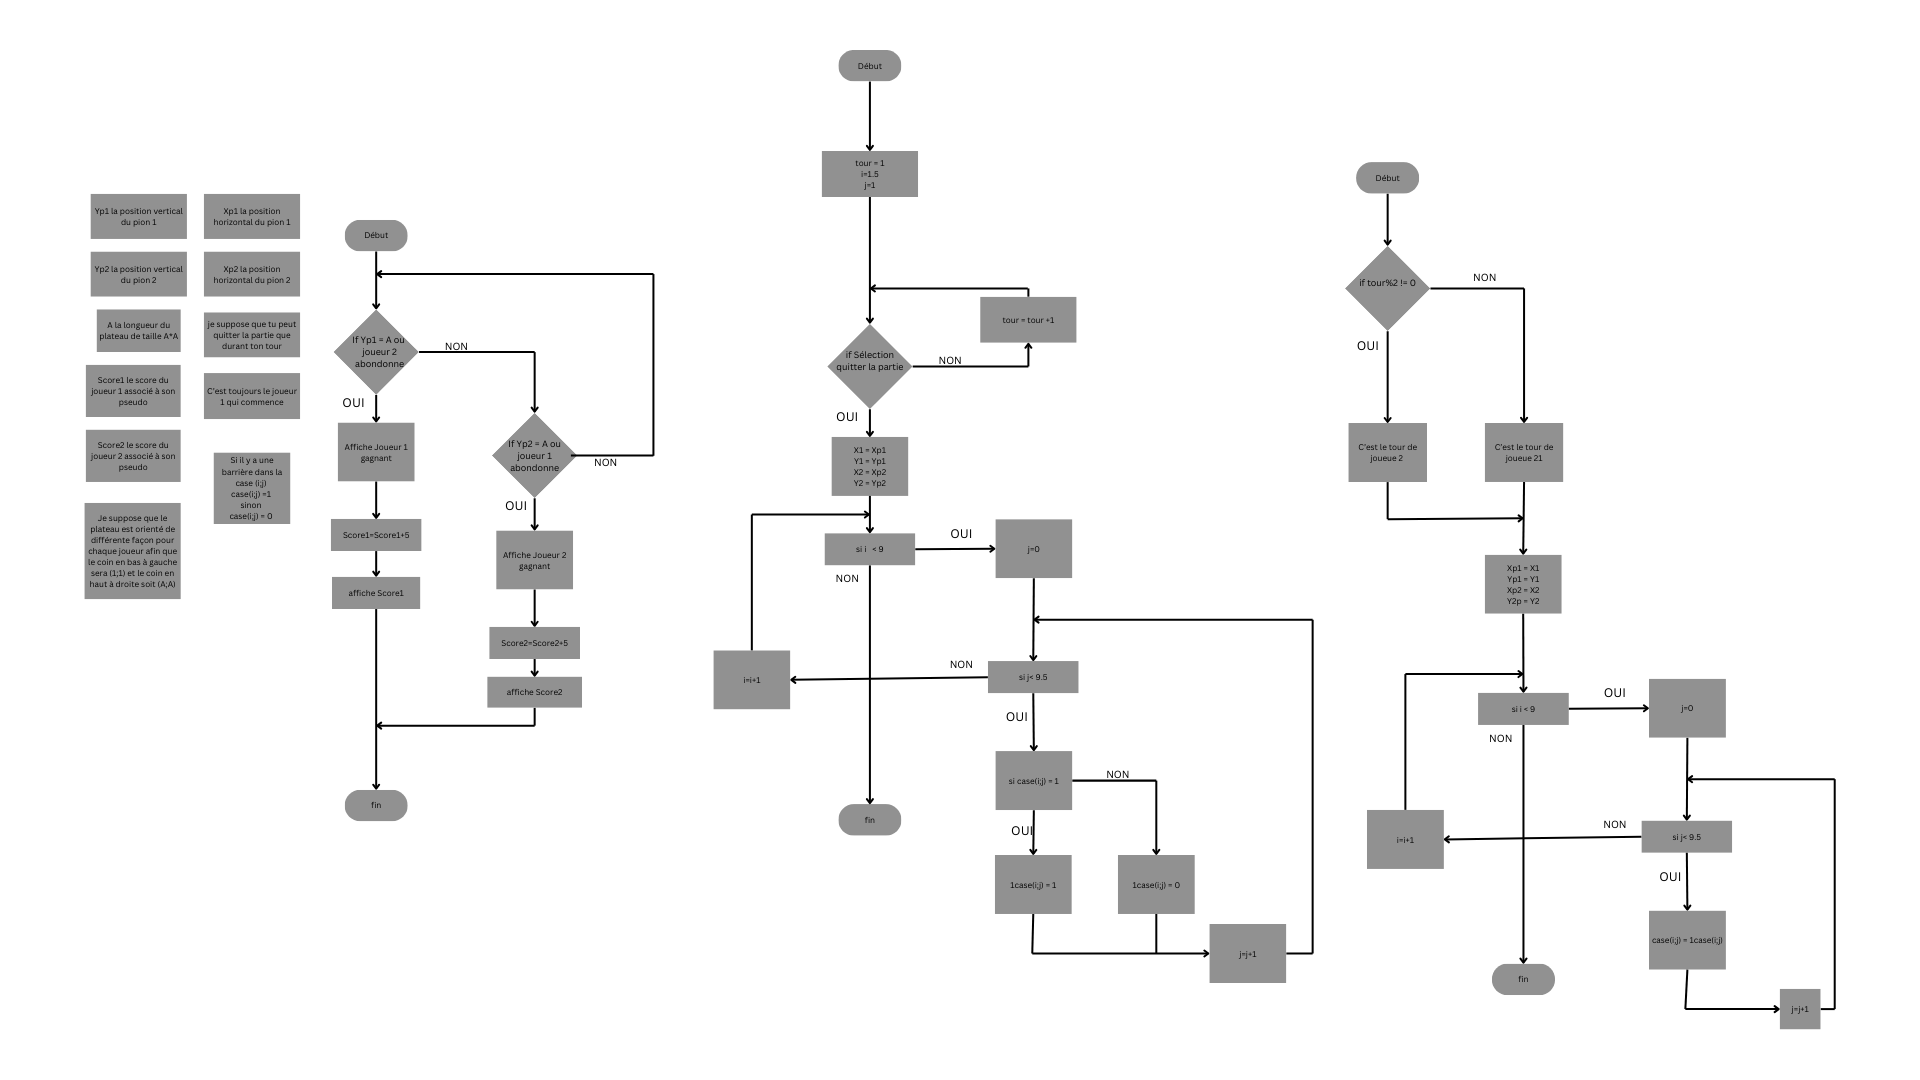 Yp1 la position vertical
du pion 1
Xp1 la position
horizontal du pion 1
Yp2 la position vertical
du pion 2
Xp2 la position
horizontal du pion 2
A la longueur du
plateau de taille A*A
je suppose que tu peut
quitter la partie que
durant ton tour
Score1 le score du
joueur 1 associé à son
pseudo
C'est toujours le joueur
1 qui commence
Score2 le score du
joueur 2 associé à son
pseudo
Si il y a une
barrière dans la
case (i;j)
case(i;j) =1
sinon
case(i;j) = 0
Je suppose que le
plateau est orienté de
différente façon pour
chaque joueur afin que
le coin en bas à gauche
sera (1;1) et le coin en
haut à droite soit (A;A)
Début
If Yp1 = A ou
joueur 2
abondonne
NON
OUI
Affiche Joueur 1
gagnant
Score1=Score1+5
affiche Score1
If Yp2 = A ou
joueur 1
abondonne
NON
OUI
Affiche Joueur 2
gagnant
Score2=Score2+5
affiche Score2
fin
Début
tour = 1
i=1.5
j=1
tour = tour +1
if Sélection
quitter la partie
NON
OUI
X1 = Xp1
Y1 = Yp1
X2 = Xp2
Y2 = Yp2
si i < 9
OUI
NON
j=0
i=i+1
NON
si j< 9.5
OUI
si case(i;j) = 1
NON
OUI
1case(i;j) = 1
1case(i;j) = 0
j=j+1
fin
Début
if tour%2 != 0
NON
OUI
C'est le tour de
joueue 2
C'est le tour de
joueue 21
Xp1 = X1
Yp1 = Y1
Xp2 = X2
Y2p = Y2
si i < 9
OUI
NON
j=0
i=i+1
NON
si j< 9.5
OUI
case(i;j) = 1case(i;j)
j=j+1
fin